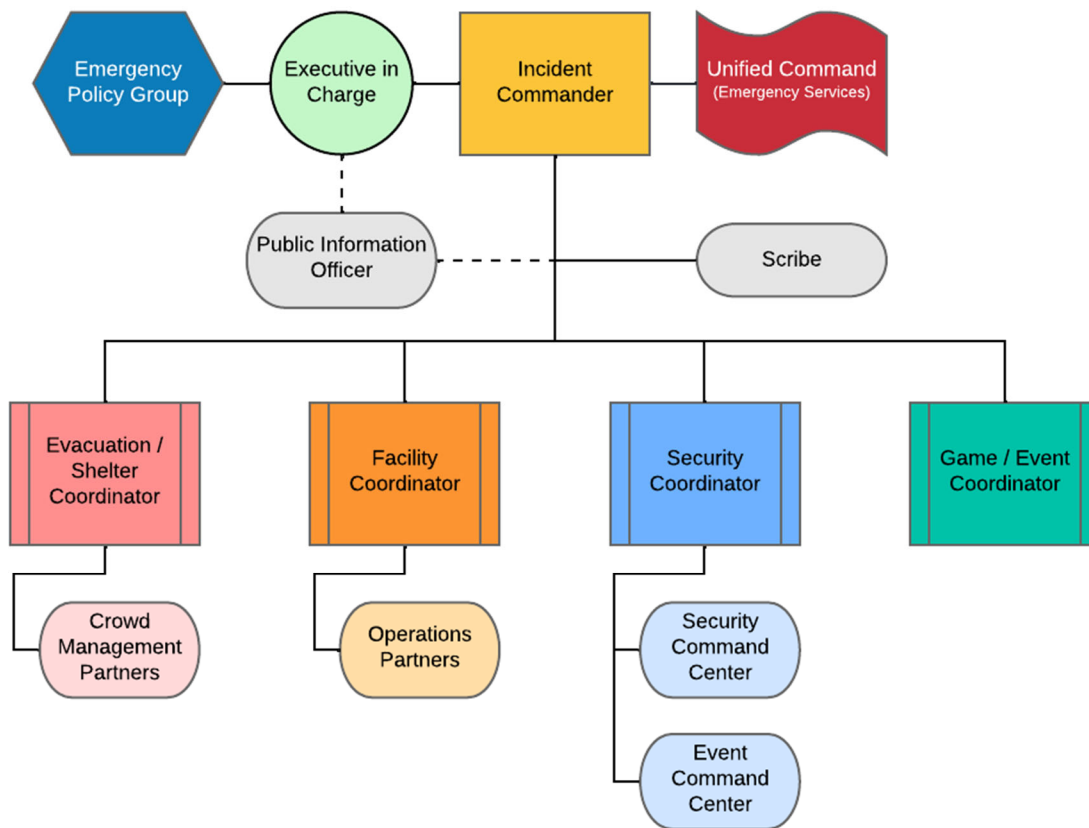 Emergency
Policy Group
Executive in
Charge
Incident
Commander
Unified Command
(Emergency Services)
Public Information
Officer
Scribe
Evacuation /
Shelter
Coordinator
Facility
Coordinator
Security
Coordinator
Game / Event
Coordinator
Crowd
Management
Partners
Operations
Partners
Security
Command
Center
Event
Command
Center